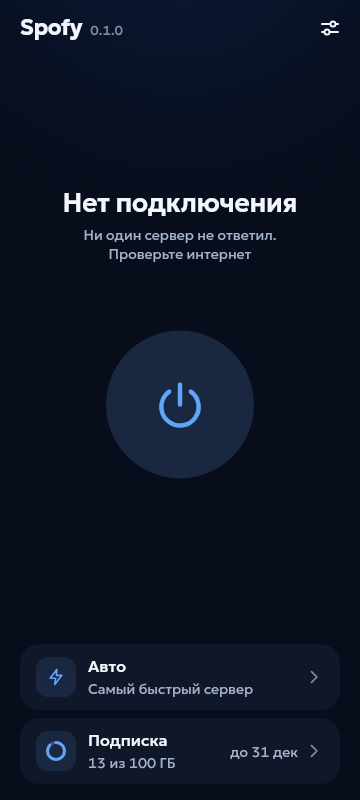 Spofy 0.1.0
Нет подключения
Ни один сервер не ответил.
Проверьте интернет
Авто
Самый быстрый сервер
Подписка
13 из 100 ГБ
до 31 дек